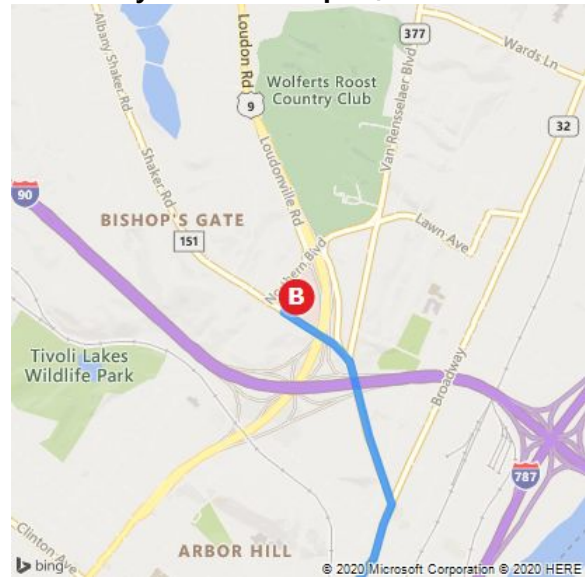 Albany Shaker Rd
Loudon Rd
377
Wards Ln
Wolferts Roost
Country Club
9
Van Rensselaer Blvd
32
Loudonville Rd
90
Shaker Rd
BISHOP'S GATE
151
Lawn Ave
Northern Blvd
B
Tivoli Lakes
Wildlife Park
Broadway
787
Clinton Ave
ARBOR HILL
bing
© 2020 Microsoft Corporation © 2020 HERE